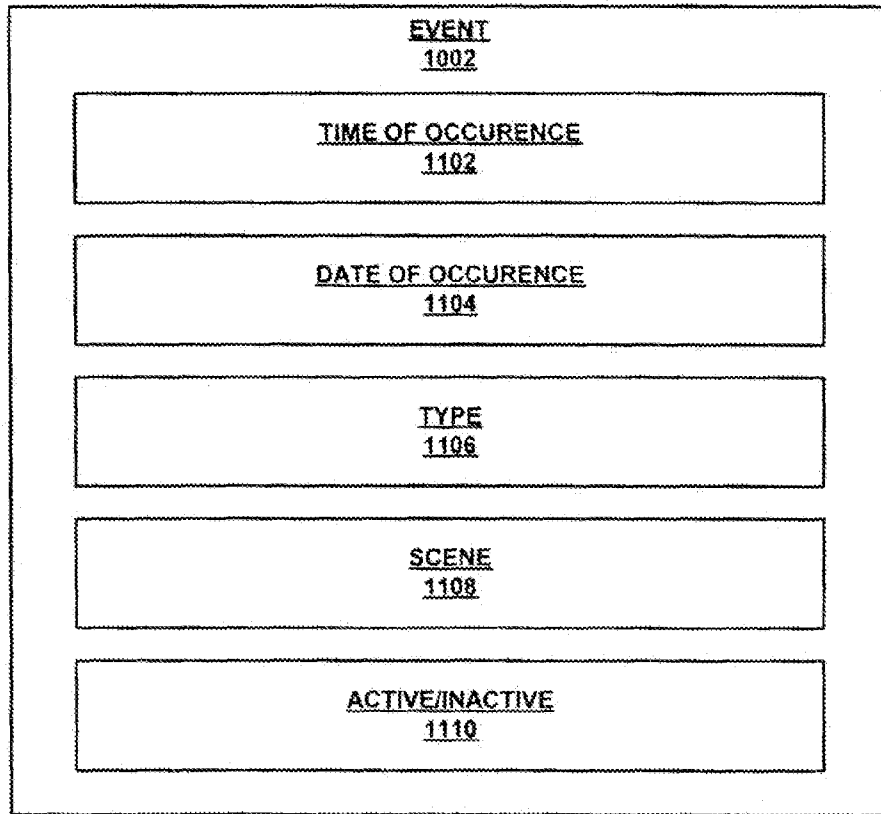 EVENT
1002
TIME OF OCCURENCE
1102
DATE OF OCCURENCE
1104
TYPE
1106
SCENE
1108
ACTIVE/INACTIVE
1110